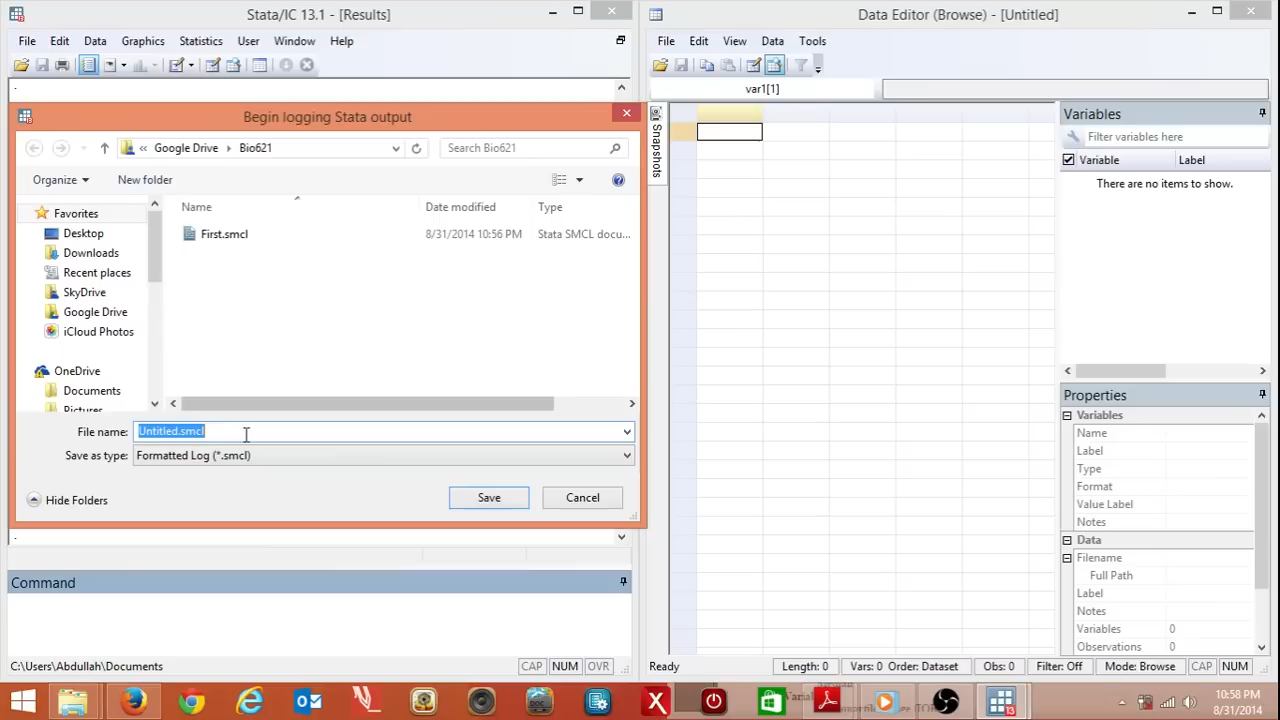 Stata/IC 13.1 - [Results]
File Edit Data Graphics Statistics User Window Help
.
Begin logging Stata output
Google Drive Bio621
Search Bio621
Organize New folder
Favorites
Desktop
Downloads
Recent places
SkyDrive
Google Drive
iCloud Photos
OneDrive
Documents
Pictures
Name Date modified Type
First.smcl 8/31/2014 10:56 PM Stata SMCL docu...
File name: Untitled.smcl
Save as type: Formatted Log (*.smcl)
Hide Folders
Save Cancel
.
Command
C:\Users\Abdullah\Documents
CAP NUM OVR
Data Editor (Browse) - [Untitled]
File Edit View Data Tools
var1[1]
Snapshots
Variables
Filter variables here
Variable Label
There are no items to show.
Properties
Variables
Name
Label
Type
Format
Value Label
Notes
Data
Filename
Full Path
Label
Notes
Variables 0
Observations 0
Ready Length: 0 Vars: 0 Order: Dataset Obs: 0 Filter: Off Mode: Browse CAP NUM
10:58 PM
8/31/2014